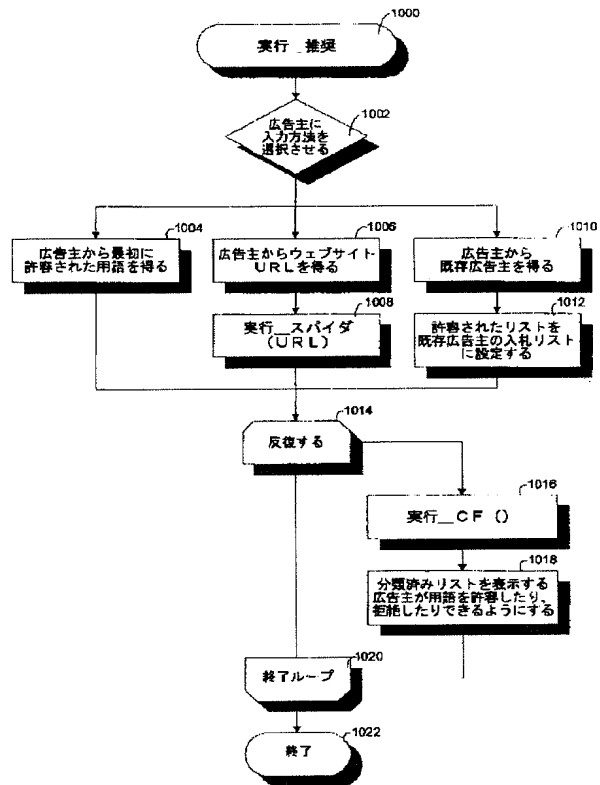 1000
実行_推奨
1002
広告主に
入力方法を
選択させる
1004
広告主から最初に
許容された用語を得る
1006
広告主からウェブサイト
URLを得る
1008
実行_スパイダ
(URL)
1010
広告主から
既存広告主を得る
1012
許容されたリストを
既存広告主の入札リスト
に設定する
1014
反復する
1016
実行_CF()
1018
分類済みリストを表示する
広告主が用語を許容したり、
拒絶したりできるようにする
1020
終了ループ
1022
終了